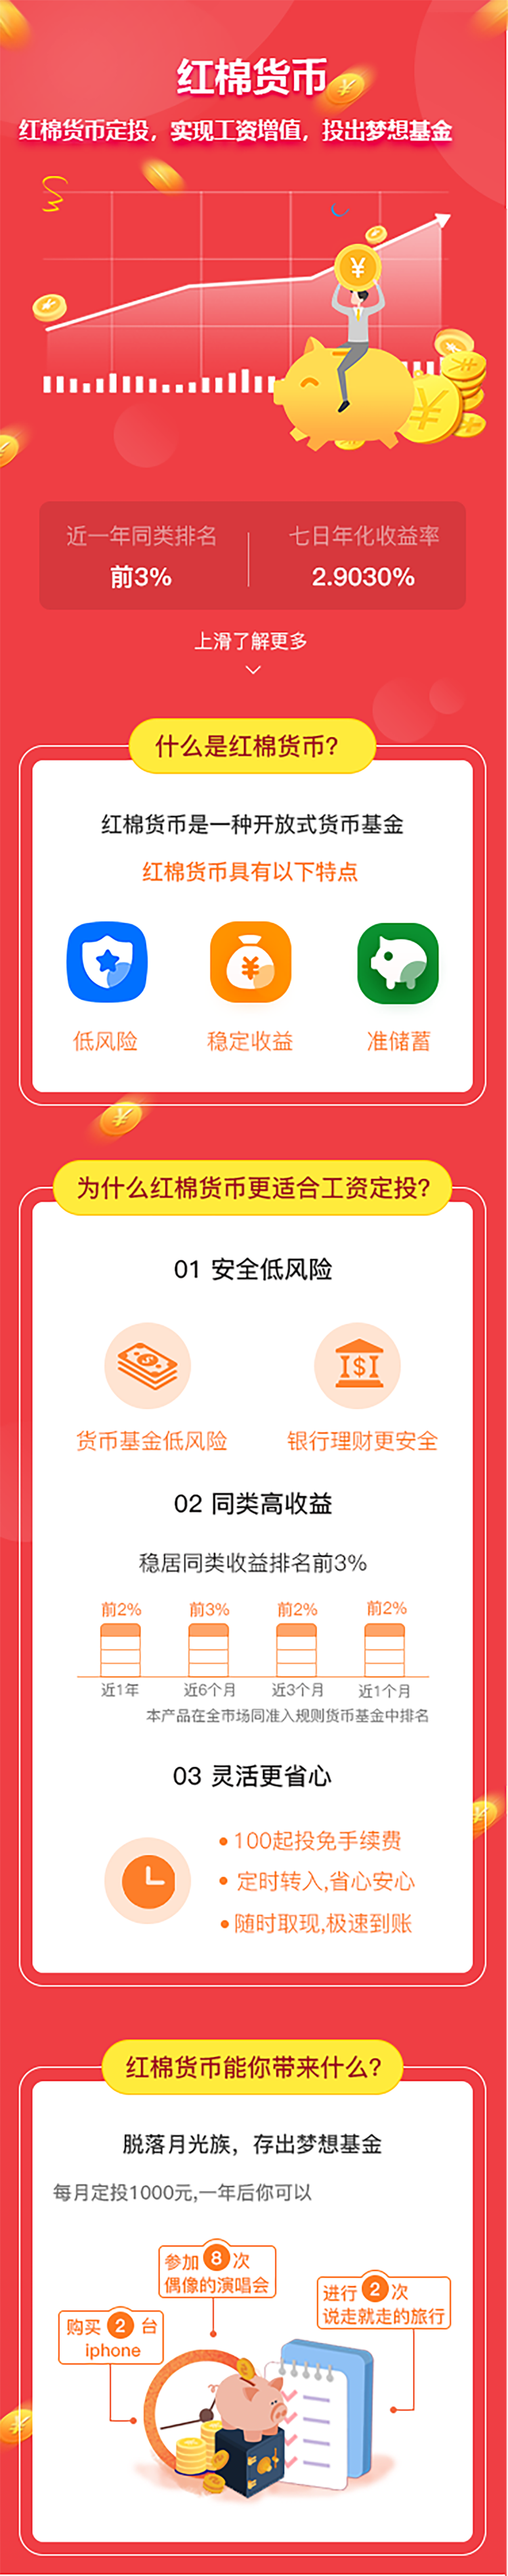 红棉货币
红棉货币定投，实现工资增值，投出梦想基金
近一年同类排名
前3%
七日年化收益率
2.9030%
上滑了解更多
什么是红棉货币?
红棉货币是一种开放式货币基金
红棉货币具有以下特点
低风险
稳定收益
准储蓄
为什么红棉货币更适合工资定投?
01 安全低风险
货币基金低风险
银行理财更安全
02 同类高收益
稳居同类收益排名前3%
前2%
前3%
前2%
前2%
近1年
近6个月
近3个月
近1个月
本产品在全市场同准入规则货币基金中排名
03 灵活更省心
• 100起投免手续费
• 定时转入,省心安心
• 随时取现,极速到账
红棉货币能你带来什么?
脱落月光族，存出梦想基金
每月定投1000元,一年后你可以
参加 8 次
偶像的演唱会
进行 2 次
说走就走的旅行
购买 2 台
iphone